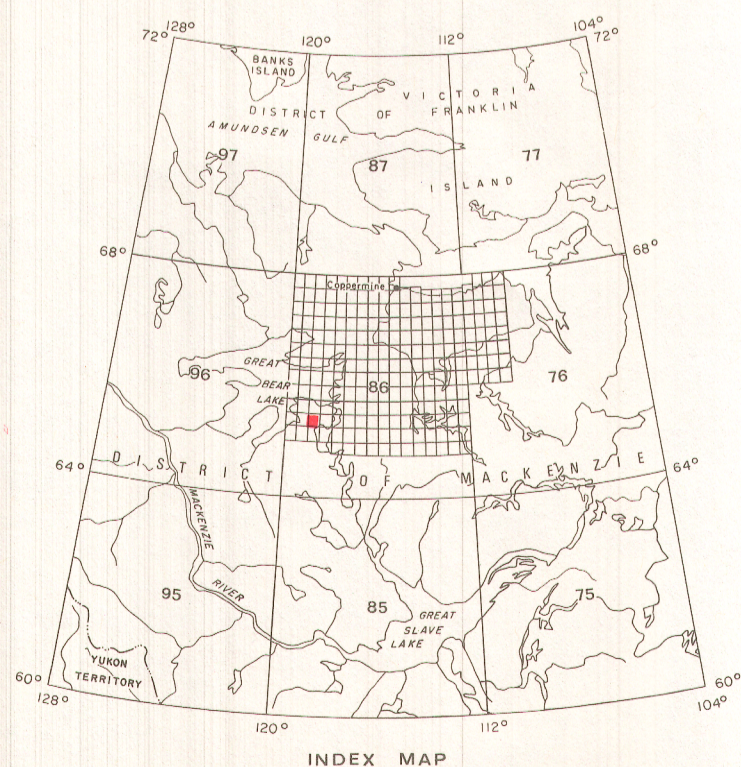 128° 120° 112° 104°
72° 72°
BANKS
ISLAND
VICTORIA
DISTRICT OF FRANKLIN
AMUNDSEN GULF
97 87 77
ISLAND
68° 68°
Coppermine
GREAT
96 86 76
BEAR
LAKE
DISTRICT OF MACKENZIE
64° 64°
MACKENZIE
RIVER
95 85 75
GREAT
SLAVE
LAKE
YUKON
TERRITORY
60° 60°
128° 104°
120° 112°
INDEX MAP